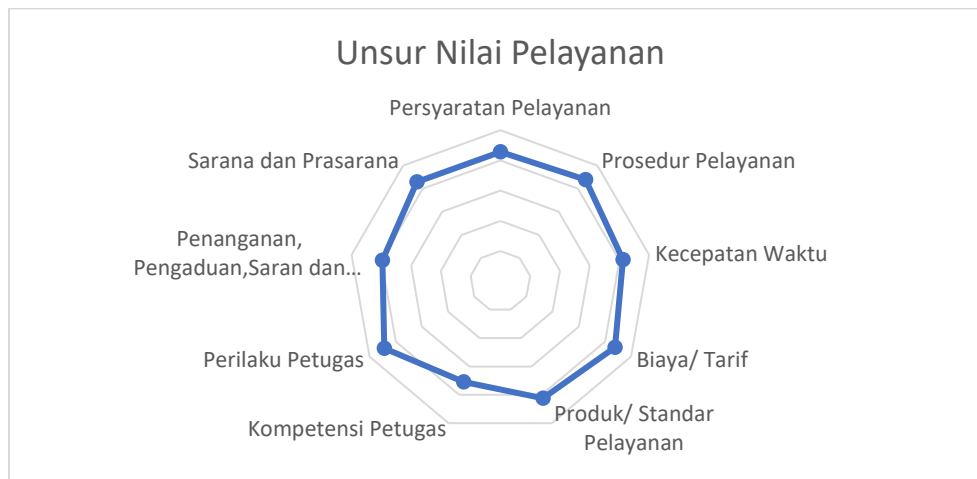 Unsur Nilai Pelayanan
Persyaratan Pelayanan
Prosedur Pelayanan
Kecepatan Waktu
Biaya/ Tarif
Produk/ Standar
Pelayanan
Kompetensi Petugas
Perilaku Petugas
Penanganan,
Pengaduan,Saran dan…
Sarana dan Prasarana